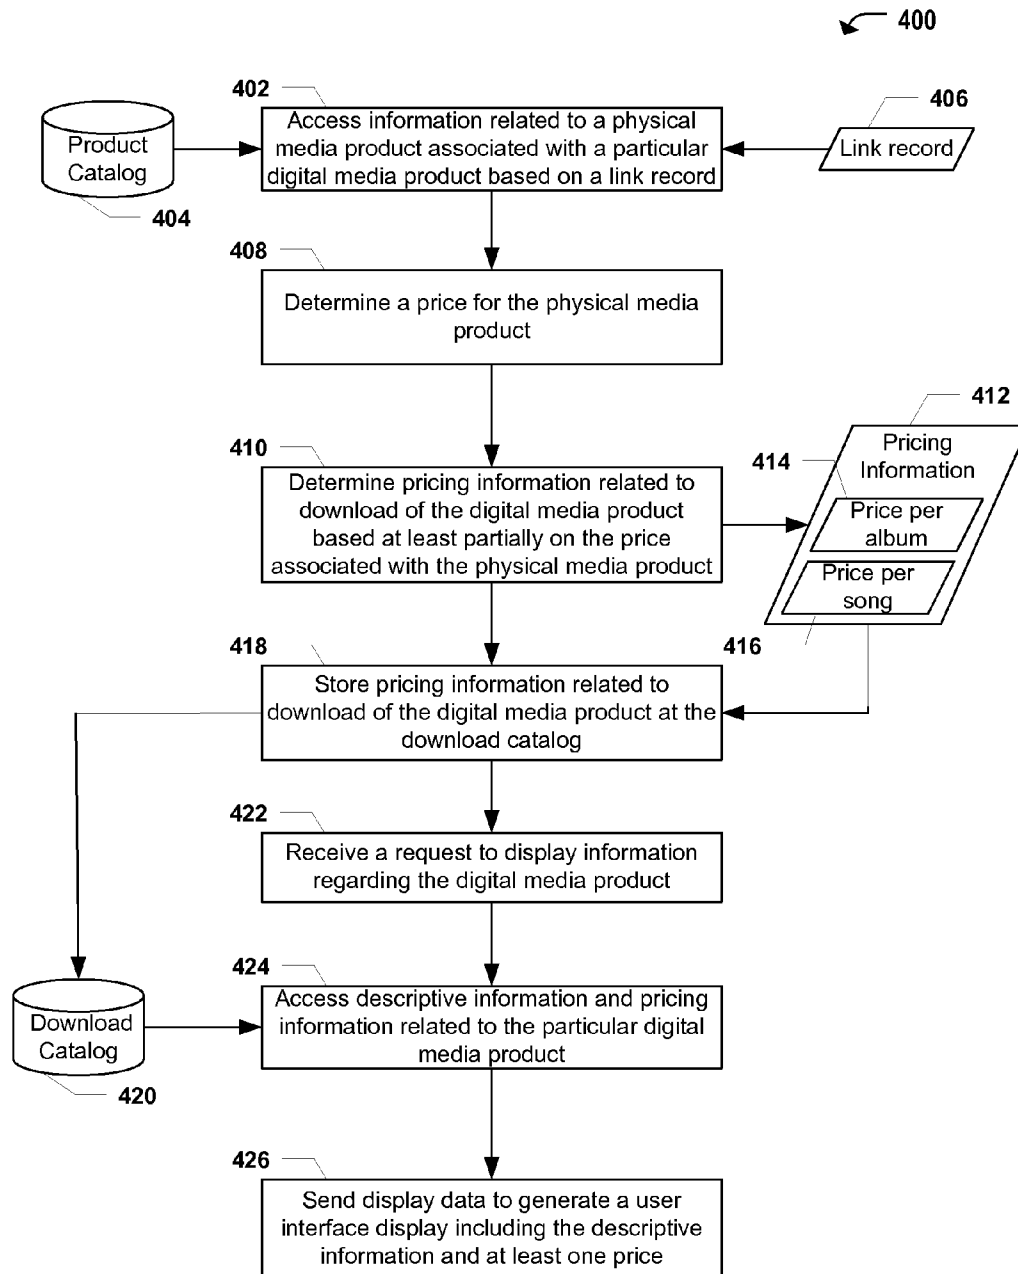 400
402
Access information related to a physical
media product associated with a particular
digital media product based on a link record
Product
Catalog
404
406
Link record
408
Determine a price for the physical media
product
410
Determine pricing information related to
download of the digital media product
based at least partially on the price
associated with the physical media product
412
Pricing
Information
414
Price per
album
Price per
song
416
418
Store pricing information related to
download of the digital media product at the
download catalog
422
Receive a request to display information
regarding the digital media product
424
Access descriptive information and pricing
information related to the particular digital
media product
Download
Catalog
420
426
Send display data to generate a user
interface display including the descriptive
information and at least one price